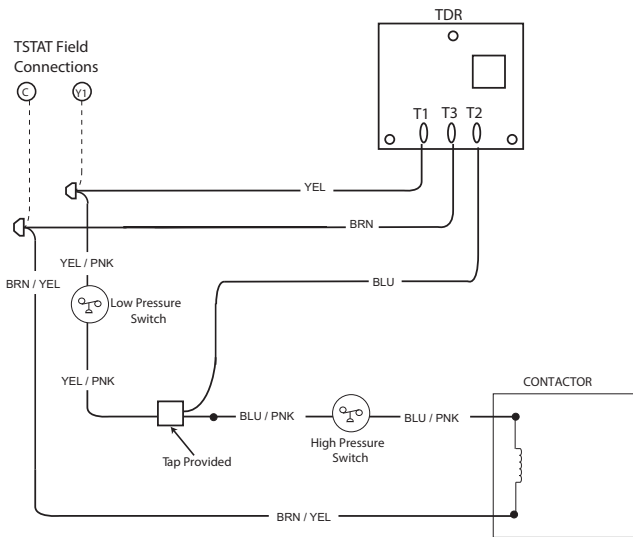 TDR
TSTAT Field
Connections
C
Y1
T1 T3 T2
YEL
BRN
YEL / PNK
BRN / YEL
BLU
Low Pressure
Switch
YEL / PNK
CONTACTOR
BLU / PNK
BLU / PNK
High Pressure
Switch
Tap Provided
BRN / YEL